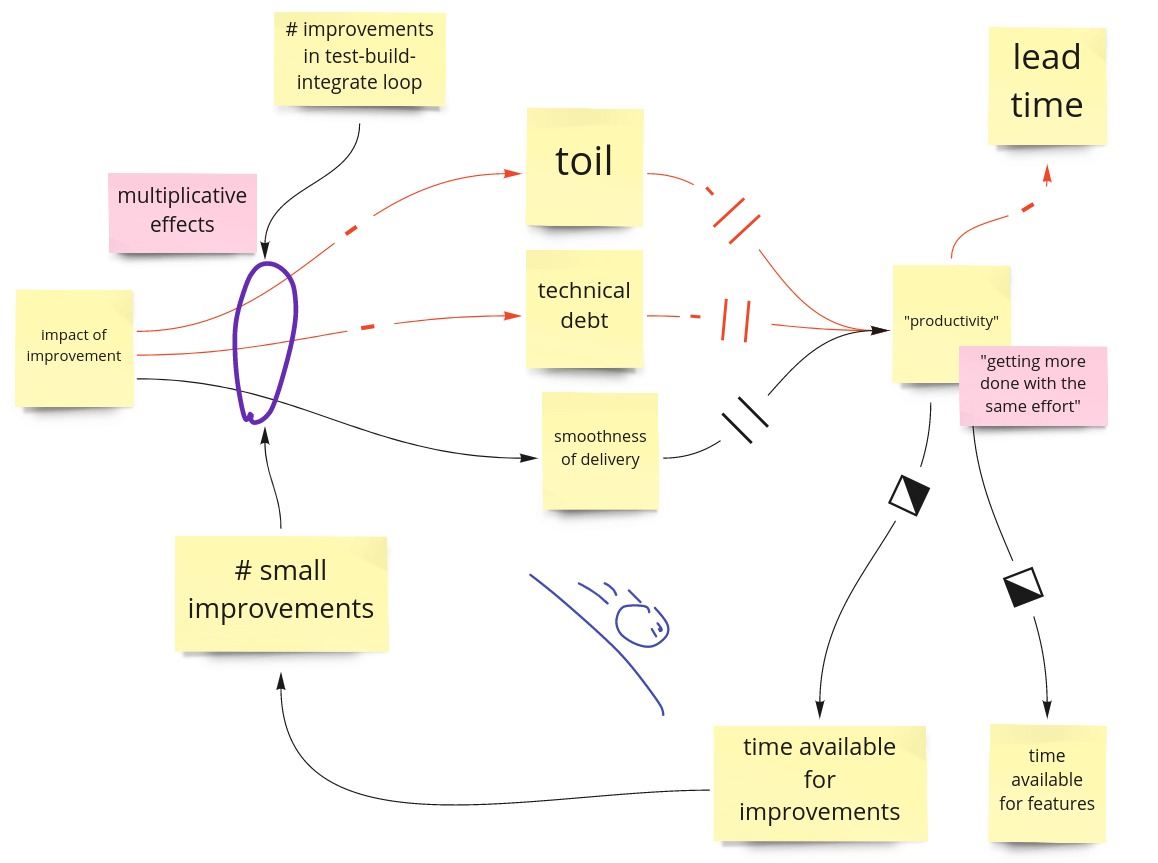 # improvements
in test-build-
integrate loop
lead
time
toil
multiplicative
effects
technical
debt
impact of
improvement
"productivity"
"getting more
done with the
same effort"
smoothness
of delivery
# small
improvements
time available
for
improvements
time
available
for features